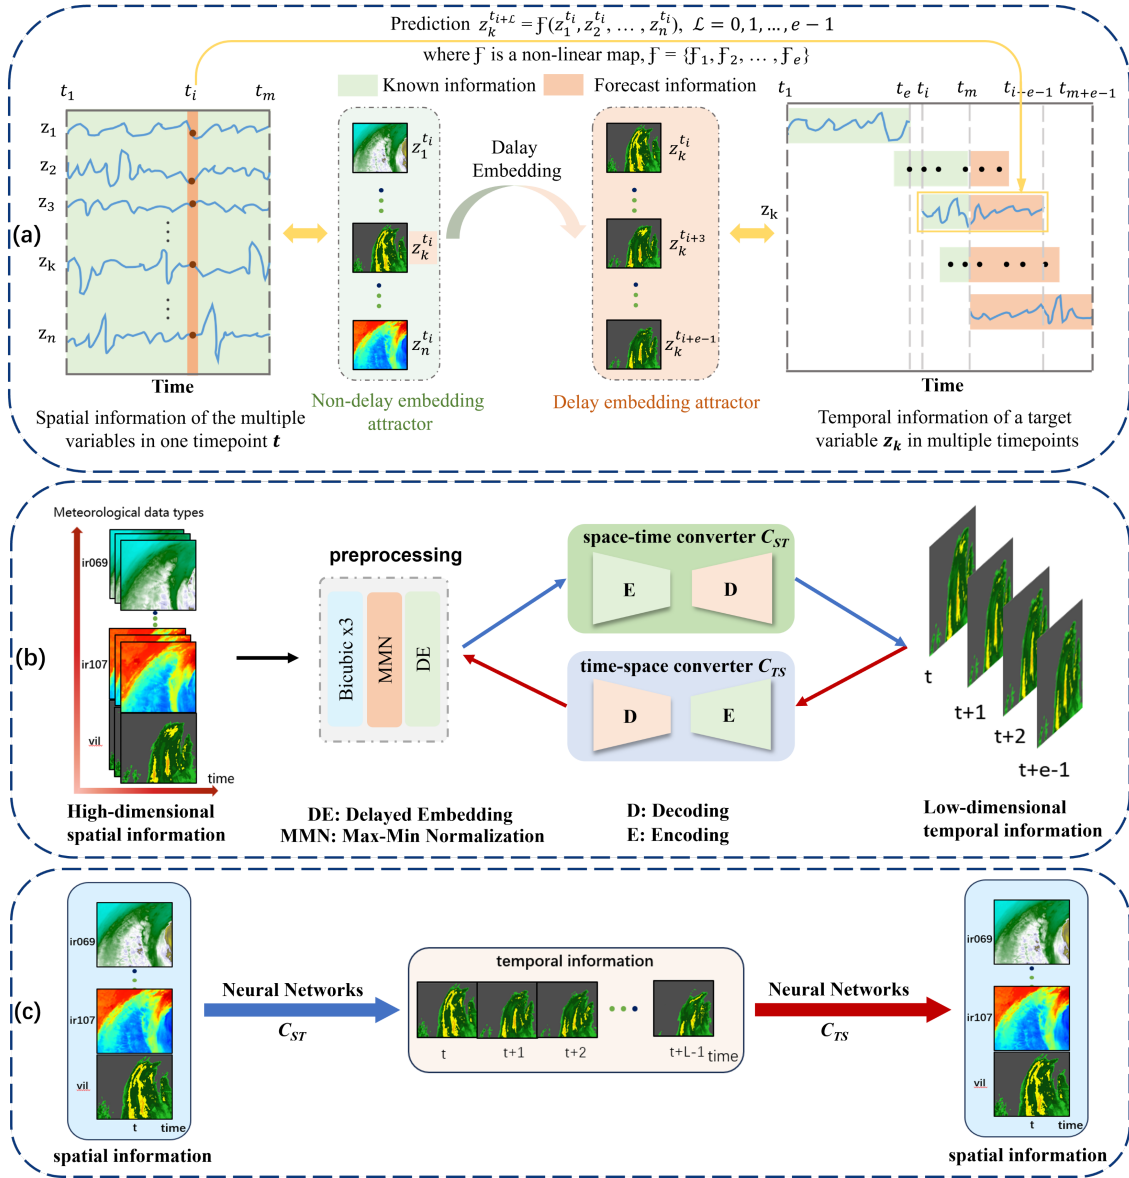 Prediction z_k^{t_{i+ℒ}} = Ƒ(z_1^{t_i}, z_2^{t_i}, … , z_n^{t_i}), ℒ = 0, 1, …, e − 1
where Ƒ is a non-linear map, Ƒ = {Ƒ_1, Ƒ_2, … , Ƒ_e}
Known information
Forecast information
(a)
t_1
t_i
t_m
z_1
z_2
z_3
z_k
z_n
Time
Spatial information of the multiple
variables in one timepoint t
z_1^{t_i}
z_k^{t_i}
z_n^{t_i}
Non-delay embedding
attractor
Dalay
Embedding
z_k^{t_i}
z_k^{t_{i+3}}
z_k^{t_{i+e−1}}
Delay embedding attractor
t_1
t_e
t_i
t_m
t_{i+e−1}
t_{m+e−1}
z_k
Time
Temporal information of a target
variable z_k in multiple timepoints
(b)
Meteorological data types
ir069
ir107
vil
time
High-dimensional
spatial information
preprocessing
Bicubic x3
MMN
DE
DE: Delayed Embedding
MMN: Max-Min Normalization
space-time converter C_ST
E
D
time-space converter C_TS
D
E
D: Decoding
E: Encoding
t
t+1
t+2
t+e-1
Low-dimensional
temporal information
(c)
ir069
ir107
vil
t
time
spatial information
Neural Networks
C_ST
temporal information
t
t+1
t+2
t+L-1
time
Neural Networks
C_TS
ir069
ir107
vil
t
time
spatial information